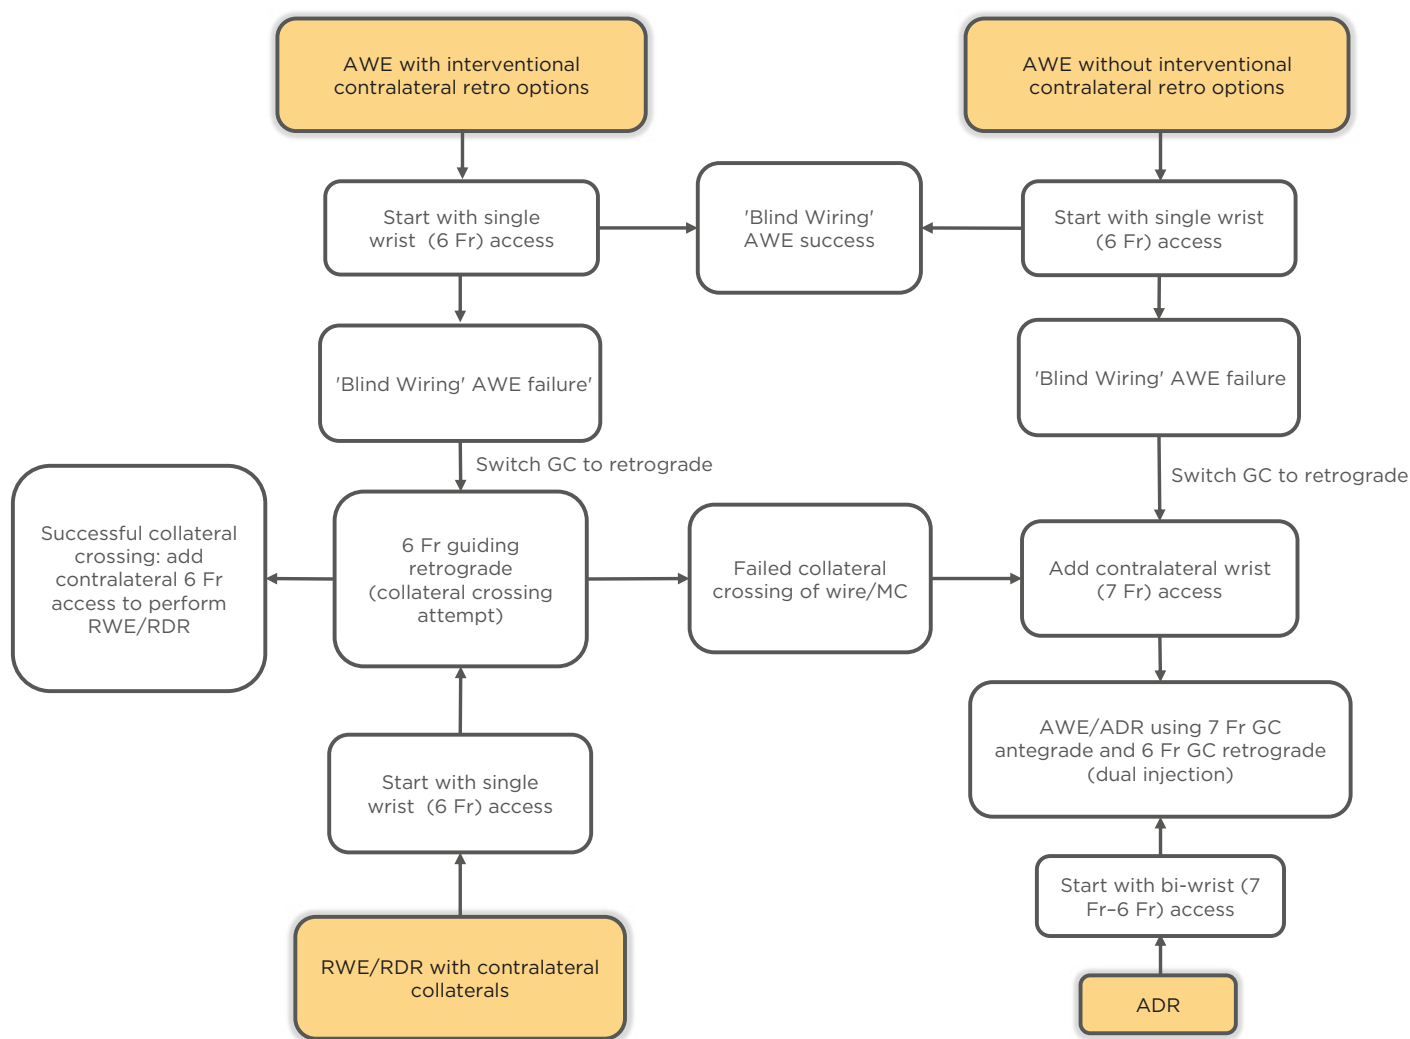 AWE with interventional
contralateral retro options
AWE without interventional
contralateral retro options
Start with single
wrist (6 Fr) access
'Blind Wiring'
AWE success
Start with single wrist
(6 Fr) access
'Blind Wiring' AWE failure'
'Blind Wiring' AWE failure
Switch GC to retrograde
Switch GC to retrograde
Successful collateral
crossing: add
contralateral 6 Fr
access to perform
RWE/RDR
6 Fr guiding
retrograde
(collateral crossing
attempt)
Failed collateral
crossing of wire/MC
Add contralateral wrist
(7 Fr) access
AWE/ADR using 7 Fr GC
antegrade and 6 Fr GC retrograde
(dual injection)
Start with single
wrist (6 Fr) access
Start with bi-wrist (7
Fr–6 Fr) access
RWE/RDR with contralateral
collaterals
ADR